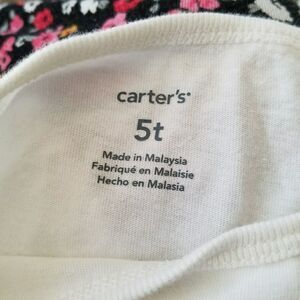 carter's
5t
Made in Malaysia
Fabriqué en Malaisie
Hecho en Malasia